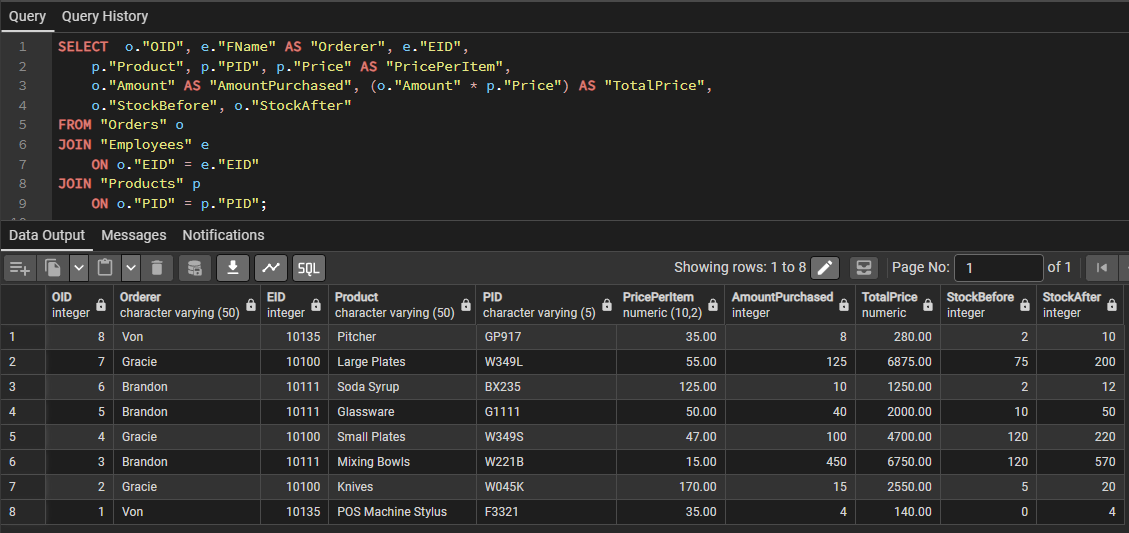 Query Query History
1 SELECT o."OID", e."FName" AS "Orderer", e."EID",
2 p."Product", p."PID", p."Price" AS "PricePerItem",
3 o."Amount" AS "AmountPurchased", (o."Amount" * p."Price") AS "TotalPrice",
4 o."StockBefore", o."StockAfter"
5 FROM "Orders" o
6 JOIN "Employees" e
7 ON o."EID" = e."EID"
8 JOIN "Products" p
9 ON o."PID" = p."PID";
Data Output Messages Notifications
SQL Showing rows: 1 to 8 Page No: 1 of 1
OID Orderer EID Product PID PricePerItem AmountPurchased TotalPrice StockBefore StockAfter
integer character varying (50) integer character varying (50) character varying (5) numeric (10,2) integer numeric integer integer
1 8 Von 10135 Pitcher GP917 35.00 8 280.00 2 10
2 7 Gracie 10100 Large Plates W349L 55.00 125 6875.00 75 200
3 6 Brandon 10111 Soda Syrup BX235 125.00 10 1250.00 2 12
4 5 Brandon 10111 Glassware G1111 50.00 40 2000.00 10 50
5 4 Gracie 10100 Small Plates W349S 47.00 100 4700.00 120 220
6 3 Brandon 10111 Mixing Bowls W221B 15.00 450 6750.00 120 570
7 2 Gracie 10100 Knives W045K 170.00 15 2550.00 5 20
8 1 Von 10135 POS Machine Stylus F3321 35.00 4 140.00 0 4